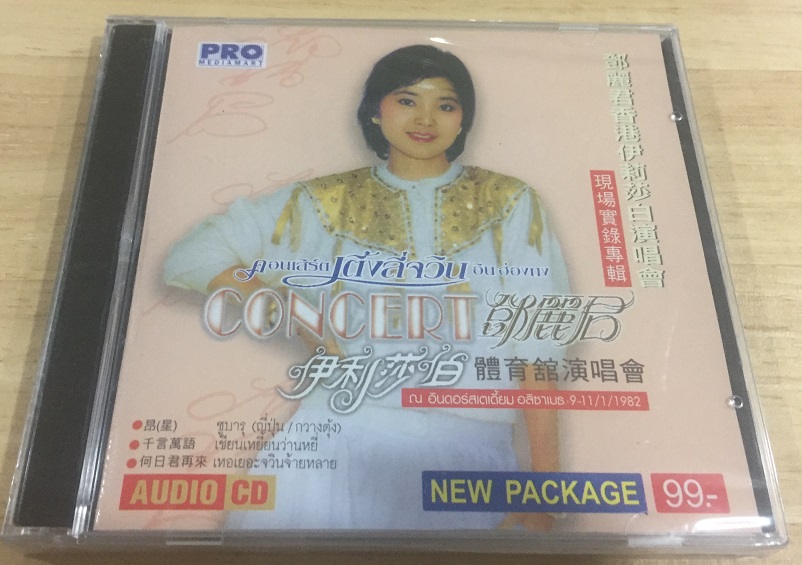 PRO
MEDIAMART
鄧麗君香港伊莉莎白演唱會
現場實錄專輯
คอนเสิร์ต เติ้งลี่จวิน อิน ฮ่องกง
CONCERT 鄧麗君
伊利莎伯 體育舘演唱會
ณ อินดอร์สเตเดี้ยม อลิซาเบธ 9-11/1/1982
• 昂(星) ซูบารุ (ญี่ปุ่น / กวางตุ้ง)
• 千言萬語 เชียนเหยี๋ยนว่านหยี่
• 何日君再來 เหอเยอะจวินจ้ายหลาย
AUDIO CD
NEW PACKAGE 99.-